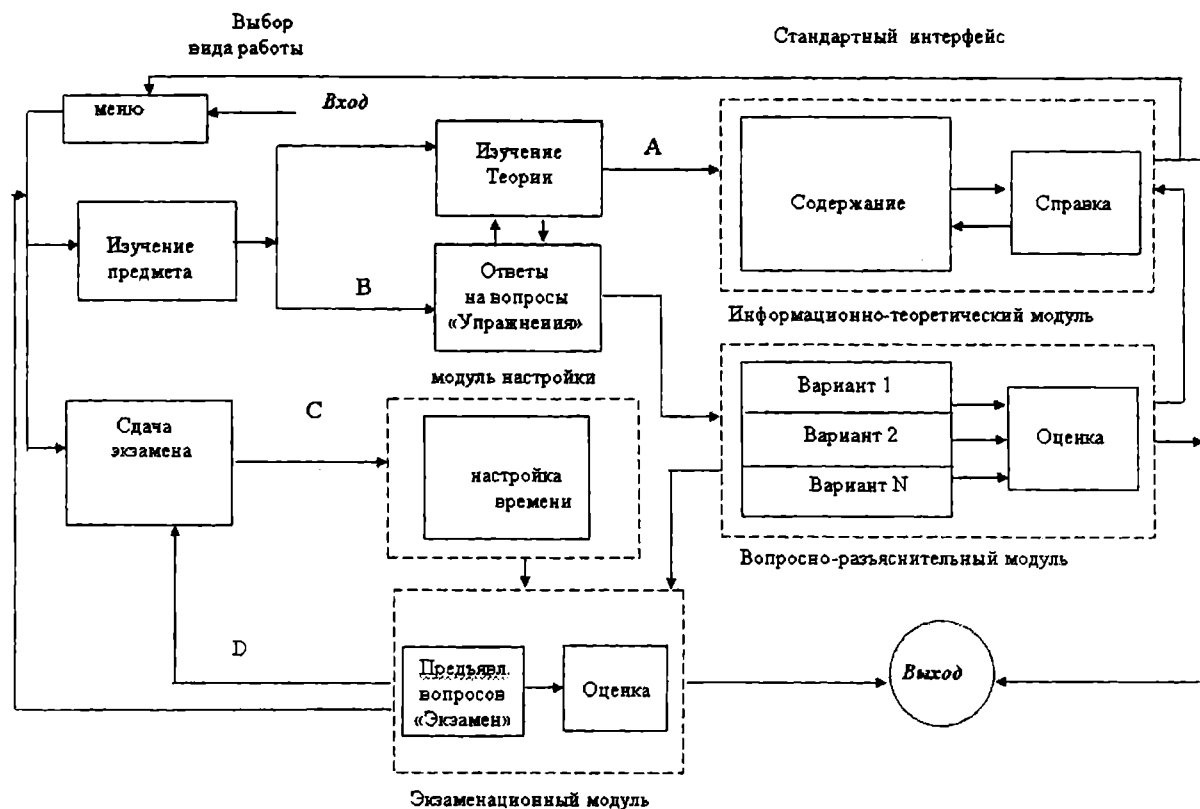 Выбор
вида работы
Стандартный интерфейс
меню
Вход
Изучение
Теории
A
Содержание
Справка
Изучение
предмета
B
Ответы
на вопросы
«Упражнения»
Информационно-теоретический модуль
модуль настройки
C
Сдача
экзамена
настройка
времени
Вариант 1
Вариант 2
Вариант N
Оценка
Вопросно-разъяснительный модуль
D
Предъявл.
вопросов
«Экзамен»
Оценка
Выход
Экзаменационный модуль